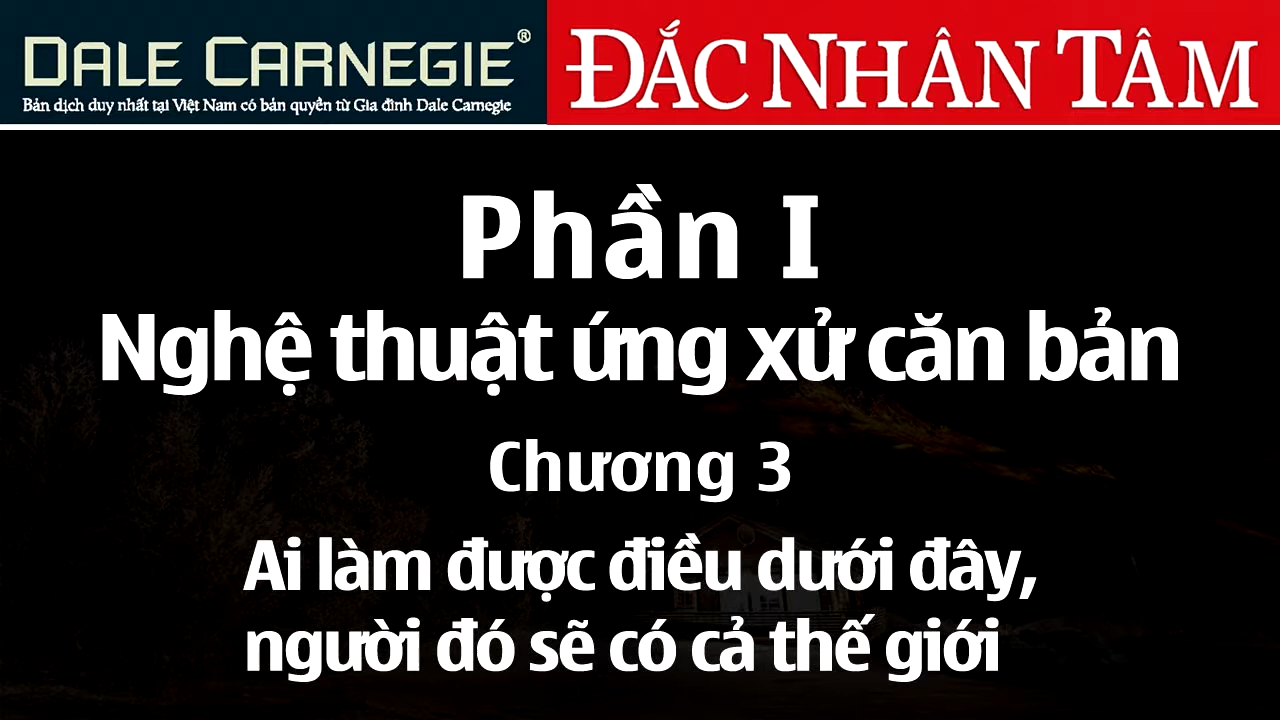 DALE CARNEGIE®
Bản dịch duy nhất tại Việt Nam có bản quyền từ Gia đình Dale Carnegie
ĐẮC NHÂN TÂM
Phần I
Nghệ thuật ứng xử căn bản
Chương 3
Ai làm được điều dưới đây,
người đó sẽ có cả thế giới